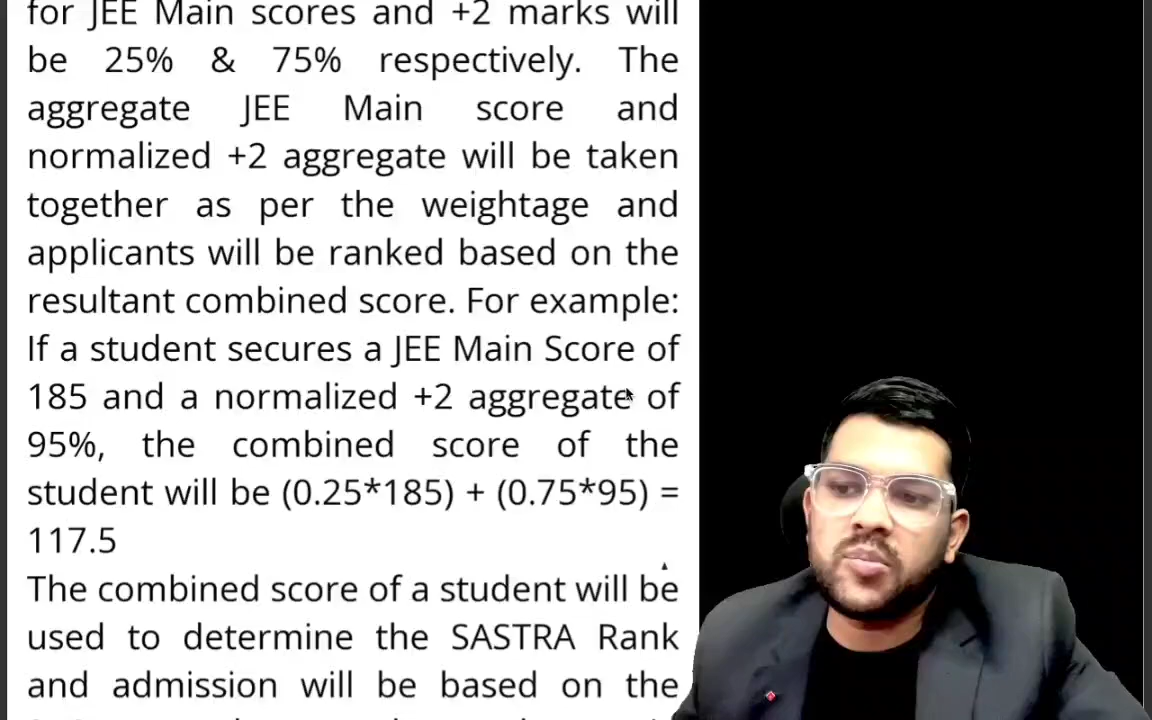 for JEE Main scores and +2 marks will
be 25% & 75% respectively. The
aggregate JEE Main score and
normalized +2 aggregate will be taken
together as per the weightage and
applicants will be ranked based on the
resultant combined score. For example:
If a student secures a JEE Main Score of
185 and a normalized +2 aggregate of
95%, the combined score of the
student will be (0.25*185) + (0.75*95) =
117.5
The combined score of a student will be
used to determine the SASTRA Rank
and admission will be based on the